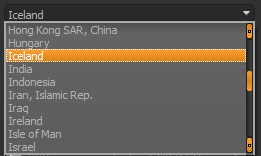 Iceland
Hong Kong SAR, China
Hungary
Iceland
India
Indonesia
Iran, Islamic Rep.
Iraq
Ireland
Isle of Man
Israel